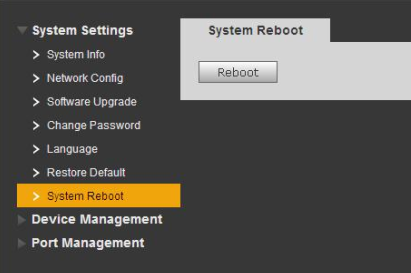 System Settings
System Reboot
System Info
Reboot
Network Config
Software Upgrade
Change Password
Language
Restore Default
System Reboot
Device Management
Port Management